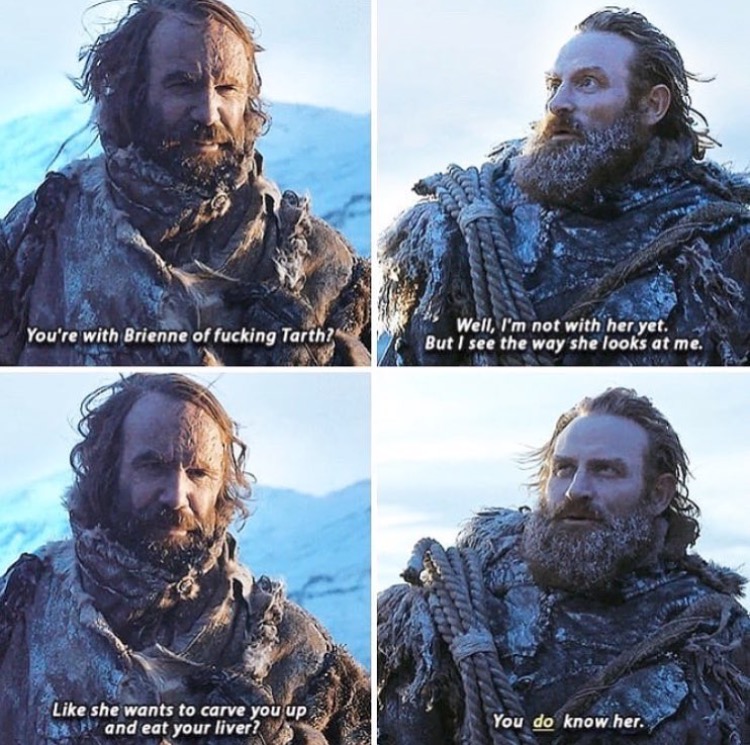 You're with Brienne of fucking Tarth?
Well, I'm not with her yet.
But I see the way she looks at me.
Like she wants to carve you up
and eat your liver?
You do know her.